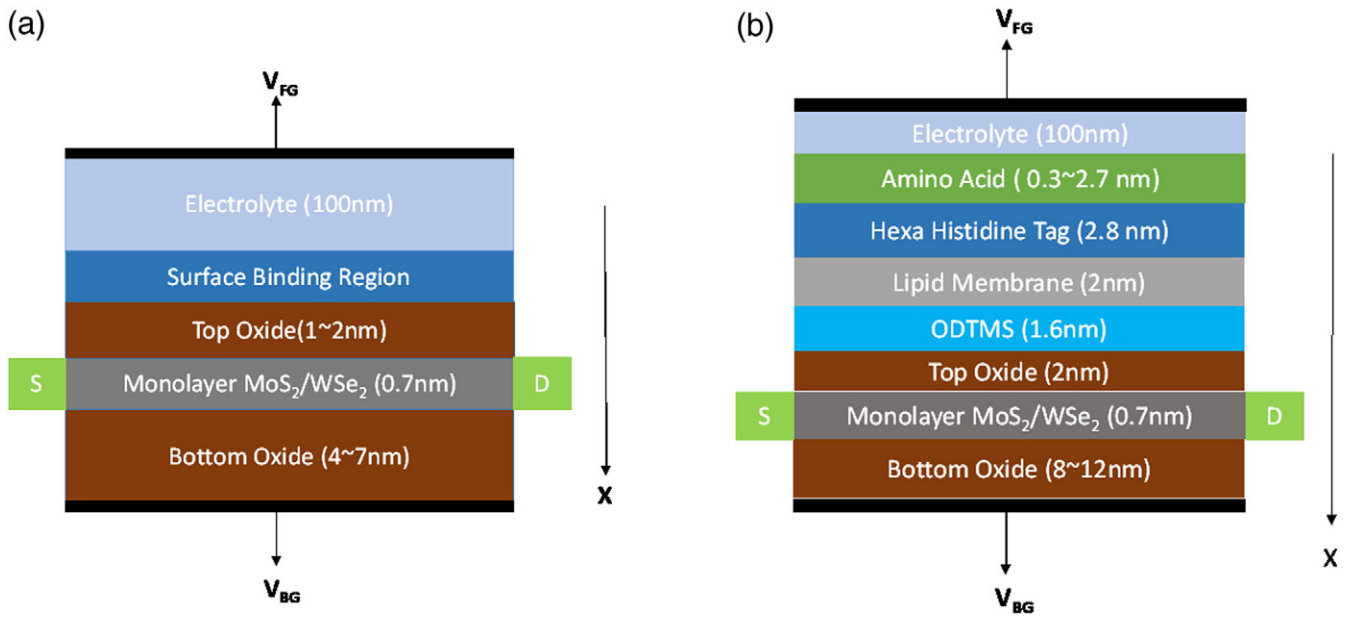 (a)
V_FG
Electrolyte (100nm)
Surface Binding Region
Top Oxide(1~2nm)
S
Monolayer MoS₂/WSe₂ (0.7nm)
D
Bottom Oxide (4~7nm)
X
V_BG
(b)
V_FG
Electrolyte (100nm)
Amino Acid ( 0.3~2.7 nm)
Hexa Histidine Tag (2.8 nm)
Lipid Membrane (2nm)
ODTMS (1.6nm)
Top Oxide (2nm)
S
Monolayer MoS₂/WSe₂ (0.7nm)
D
Bottom Oxide (8~12nm)
X
V_BG